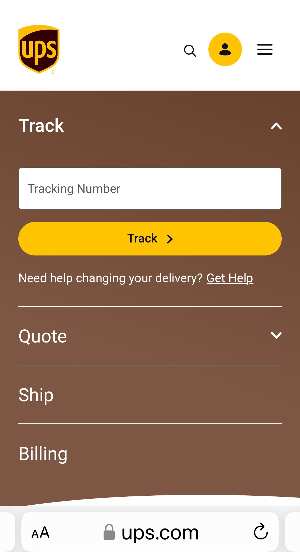 ups
Track
Tracking Number
Track
Need help changing your delivery? Get Help
Quote
Ship
Billing
AA
ups.com